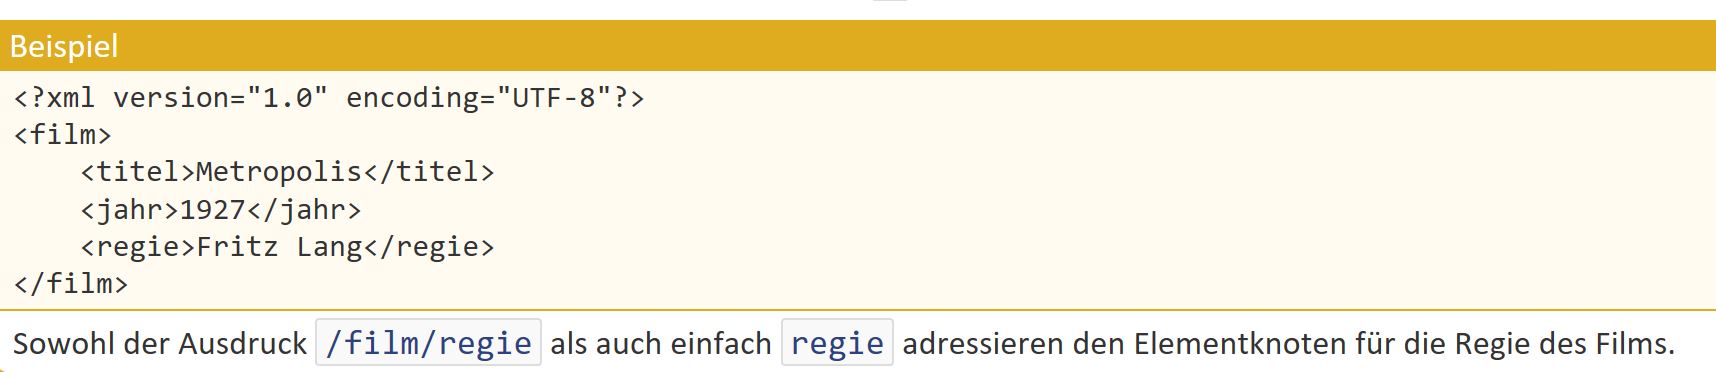 Beispiel
<?xml version="1.0" encoding="UTF-8"?>
<film>
    <titel>Metropolis</titel>
    <jahr>1927</jahr>
    <regie>Fritz Lang</regie>
</film>
Sowohl der Ausdruck /film/regie als auch einfach regie adressieren den Elementknoten für die Regie des Films.